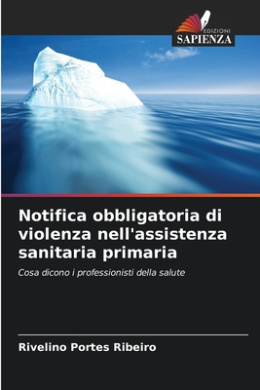 EDIZIONI
SAPIENZA
Notifica obbligatoria di
violenza nell'assistenza
sanitaria primaria
Cosa dicono i professionisti della salute
Rivelino Portes Ribeiro